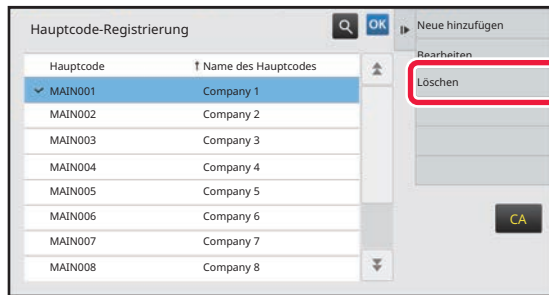 Hauptcode-Registrierung OK Neue hinzufügen
Bearbeiten
Hauptcode Name des Hauptcodes
Löschen
MAIN001 Company 1
MAIN002 Company 2
MAIN003 Company 3
MAIN004 Company 4
MAIN005 Company 5
MAIN006 Company 6
CA
MAIN007 Company 7
MAIN008 Company 8